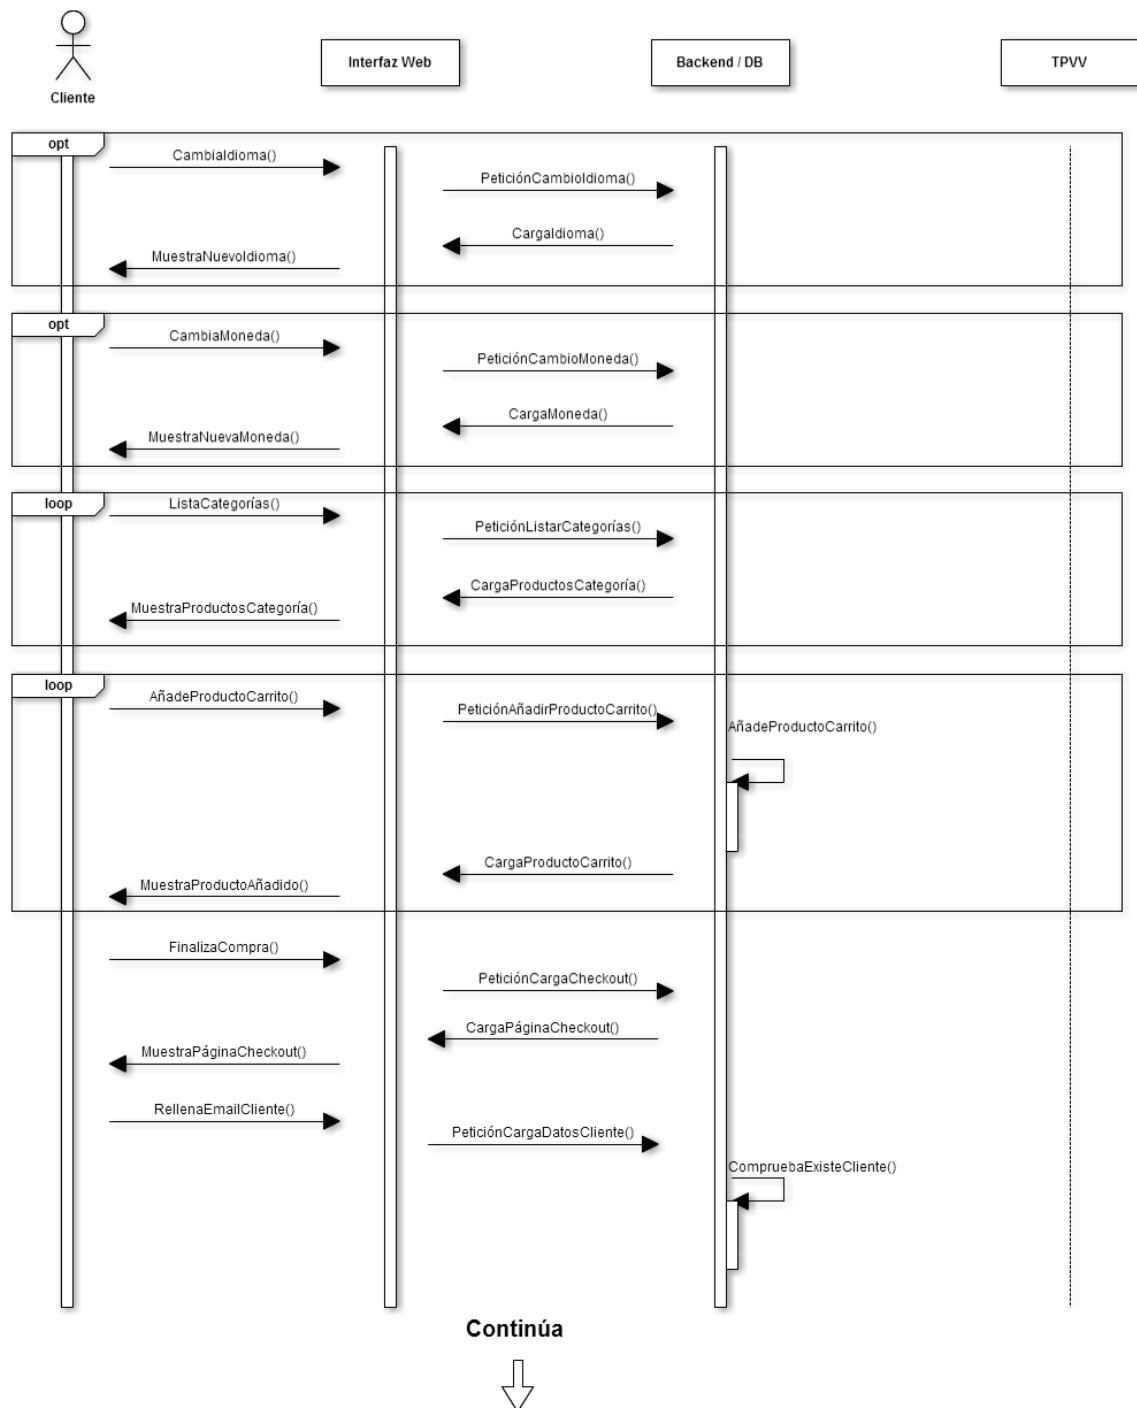 Cliente
Interfaz Web
Backend / DB
TPVV
opt
CambiaIdioma()
PeticiónCambioIdioma()
CargaIdioma()
MuestraNuevoIdioma()
opt
CambiaMoneda()
PeticiónCambioMoneda()
CargaMoneda()
MuestraNuevaMoneda()
loop
ListaCategorías()
PeticiónListarCategorías()
CargaProductosCategoría()
MuestraProductosCategoría()
loop
AñadeProductoCarrito()
PeticiónAñadirProductoCarrito()
AñadeProductoCarrito()
CargaProductoCarrito()
MuestraProductoAñadido()
FinalizaCompra()
PeticiónCargaCheckout()
CargaPáginaCheckout()
MuestraPáginaCheckout()
RellenaEmailCliente()
PeticiónCargaDatosCliente()
CompruebaExisteCliente()
Continúa